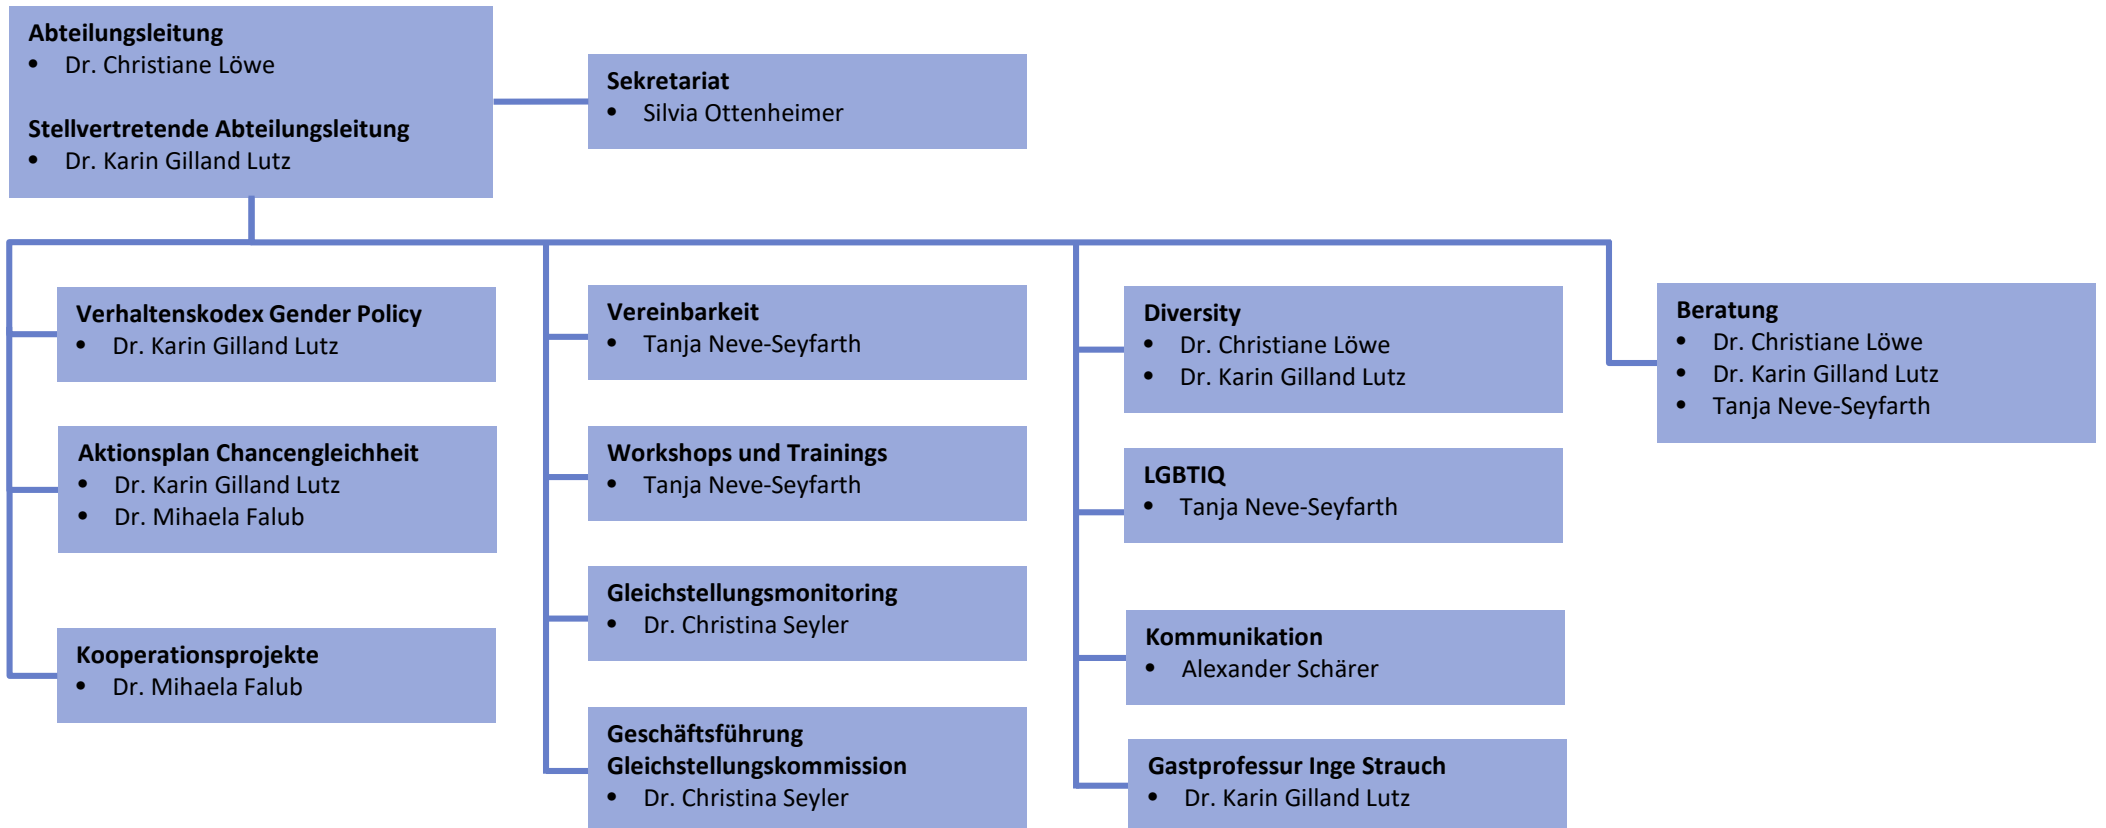 Abteilungsleitung
• Dr. Christiane Löwe
Stellvertretende Abteilungsleitung
• Dr. Karin Gilland Lutz
Sekretariat
• Silvia Ottenheimer
Verhaltenskodex Gender Policy
• Dr. Karin Gilland Lutz
Aktionsplan Chancengleichheit
• Dr. Karin Gilland Lutz
• Dr. Mihaela Falub
Kooperationsprojekte
• Dr. Mihaela Falub
Vereinbarkeit
• Tanja Neve-Seyfarth
Workshops und Trainings
• Tanja Neve-Seyfarth
Gleichstellungsmonitoring
• Dr. Christina Seyler
Geschäftsführung
Gleichstellungskommission
• Dr. Christina Seyler
Diversity
• Dr. Christiane Löwe
• Dr. Karin Gilland Lutz
LGBTIQ
• Tanja Neve-Seyfarth
Kommunikation
• Alexander Schärer
Gastprofessur Inge Strauch
• Dr. Karin Gilland Lutz
Beratung
• Dr. Christiane Löwe
• Dr. Karin Gilland Lutz
• Tanja Neve-Seyfarth